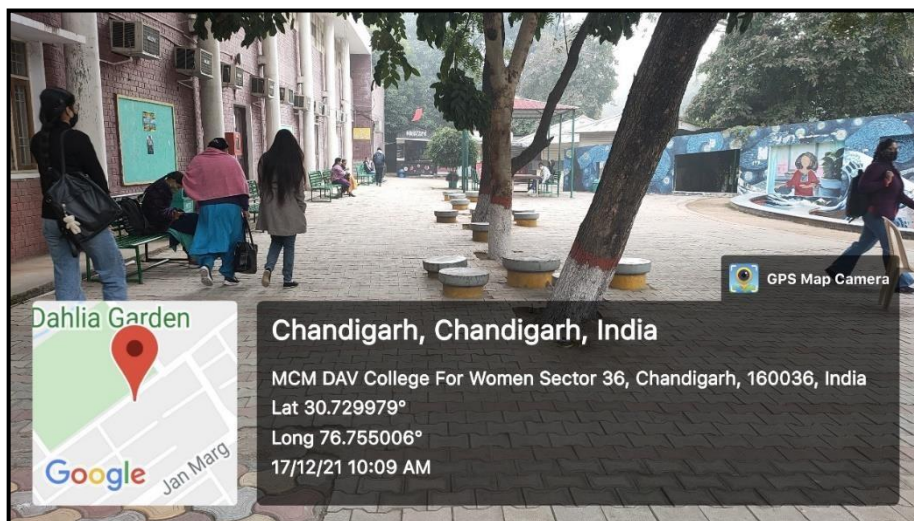 GPS Map Camera
Dahlia Garden
Jan Marg
Google
Chandigarh, Chandigarh, India
MCM DAV College For Women Sector 36, Chandigarh, 160036, India
Lat 30.729979°
Long 76.755006°
17/12/21 10:09 AM